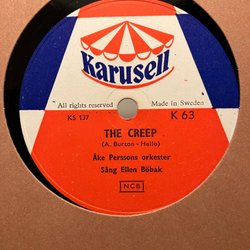 Karusell
All rights reserved Made in Sweden
KS 137 K 63
THE CREEP
(A. Burton - Hello)
Åke Perssons orkester
Sång Ellen Böbak
NCB